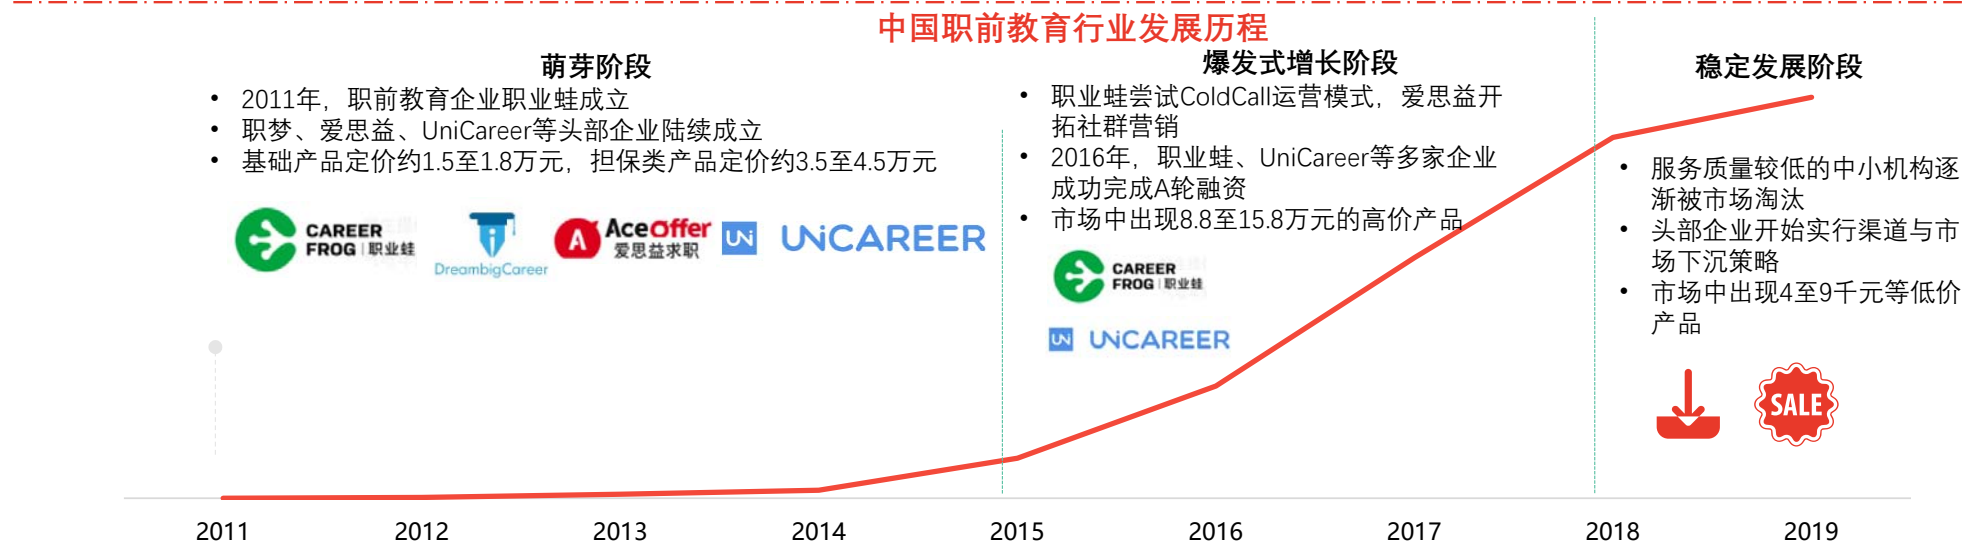 中国职前教育行业发展历程
萌芽阶段
• 2011年，职前教育企业职业蛙成立
• 职梦、爱思益、UniCareer等头部企业陆续成立
• 基础产品定价约1.5至1.8万元，担保类产品定价约3.5至4.5万元
CAREER
FROG 职业蛙
DreambigCareer
A AceOffer
爱思益求职
UNi UNiCAREER
爆发式增长阶段
• 职业蛙尝试ColdCall运营模式，爱思益开
拓社群营销
• 2016年，职业蛙、UniCareer等多家企业
成功完成A轮融资
• 市场中出现8.8至15.8万元的高价产品
CAREER
FROG 职业蛙
UNi UNiCAREER
稳定发展阶段
• 服务质量较低的中小机构逐
渐被市场淘汰
• 头部企业开始实行渠道与市
场下沉策略
• 市场中出现4至9千元等低价
产品
SALE
2011 2012 2013 2014 2015 2016 2017 2018 2019